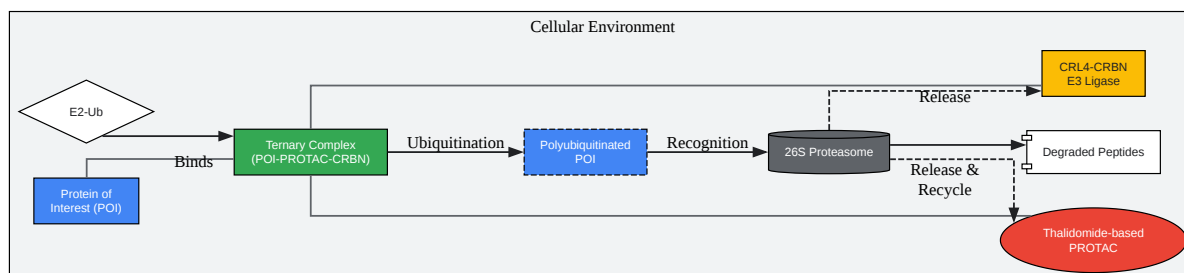 Cellular Environment
CRL4-CRBN
E3 Ligase
Release
E2-Ub
Ternary Complex
(POI-PROTAC-CRBN)
Ubiquitination
Polyubiquitinated
POI
Recognition
26S Proteasome
Degraded Peptides
Binds
Release &
Recycle
Protein of
Interest (POI)
Thalidomide-based
PROTAC